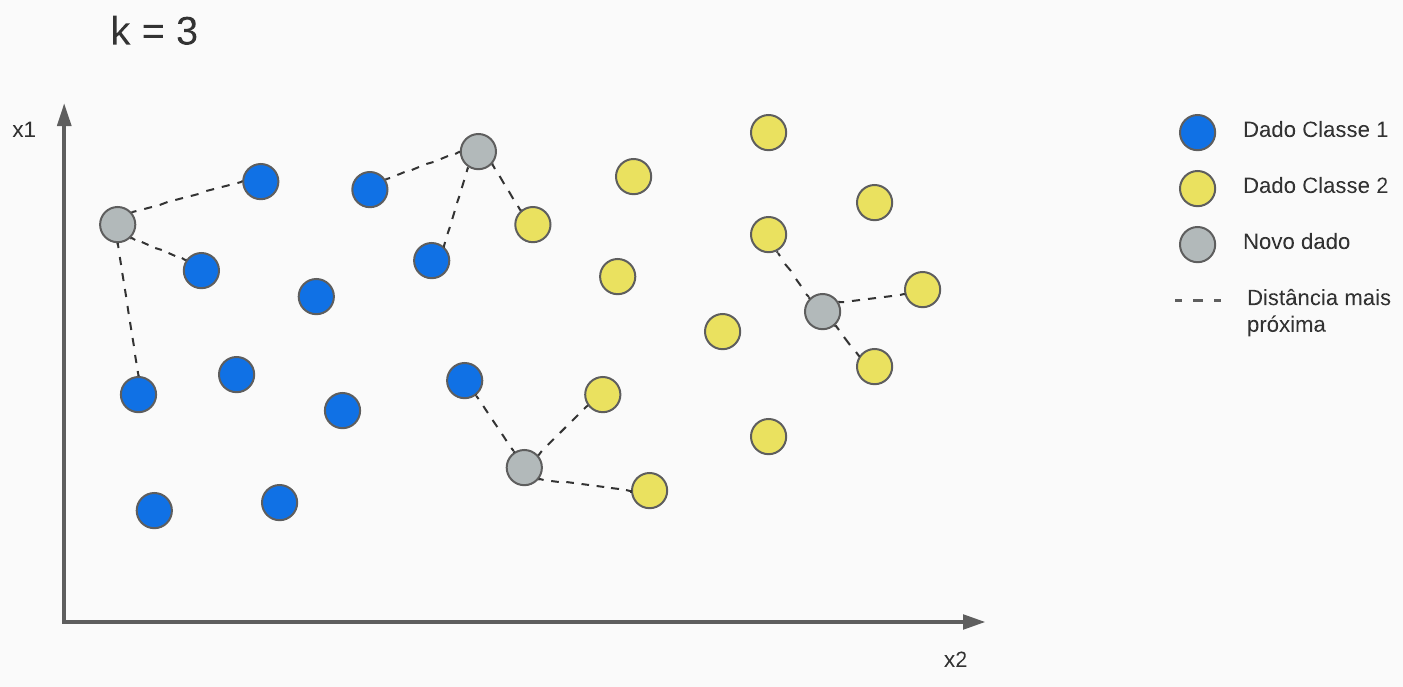 k = 3
x1
Dado Classe 1
Dado Classe 2
Novo dado
Distância mais
próxima
x2